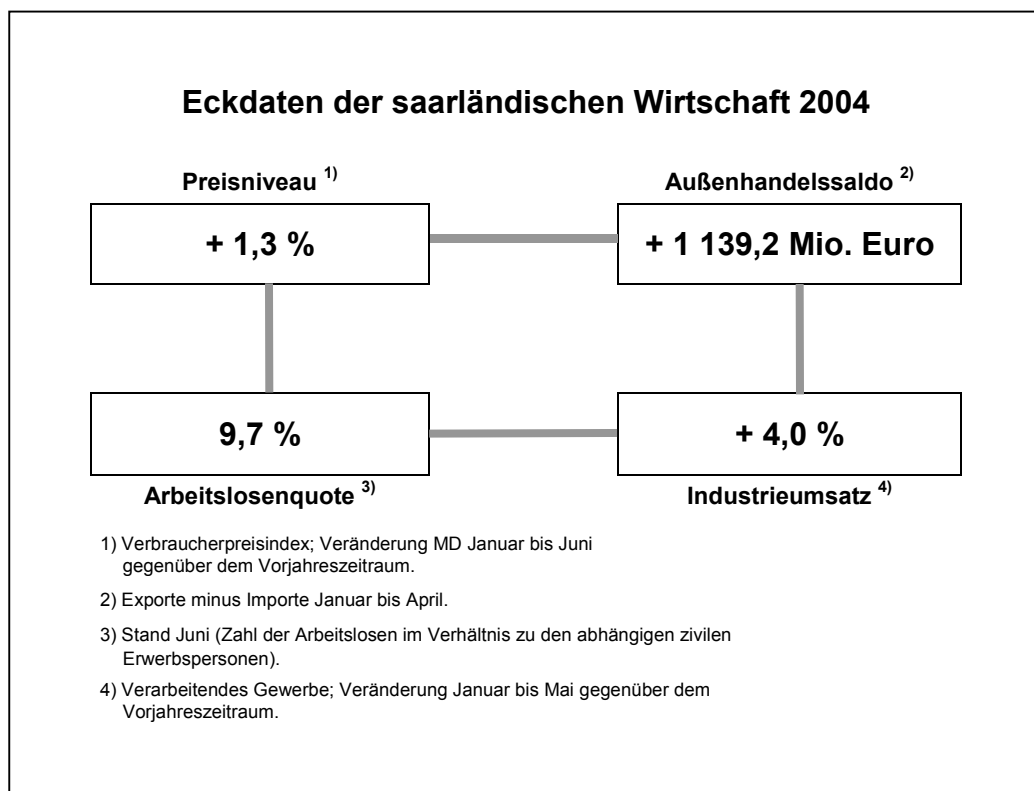 Eckdaten der saarländischen Wirtschaft 2004
Preisniveau 1)
Außenhandelssaldo 2)
+ 1,3 %
+ 1 139,2 Mio. Euro
9,7 %
+ 4,0 %
Arbeitslosenquote 3)
Industrieumsatz 4)
1) Verbraucherpreisindex; Veränderung MD Januar bis Juni
gegenüber dem Vorjahreszeitraum.
2) Exporte minus Importe Januar bis April.
3) Stand Juni (Zahl der Arbeitslosen im Verhältnis zu den abhängigen zivilen
Erwerbspersonen).
4) Verarbeitendes Gewerbe; Veränderung Januar bis Mai gegenüber dem
Vorjahreszeitraum.